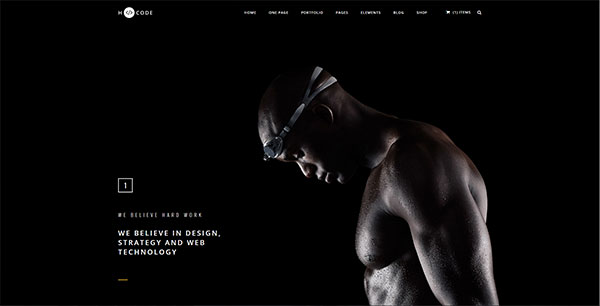 H </> CODE
HOME ONE PAGE PORTFOLIO PAGES ELEMENTS BLOG SHOP (1) ITEMS
1
WE BELIEVE HARD WORK
WE BELIEVE IN DESIGN,
STRATEGY AND WEB
TECHNOLOGY